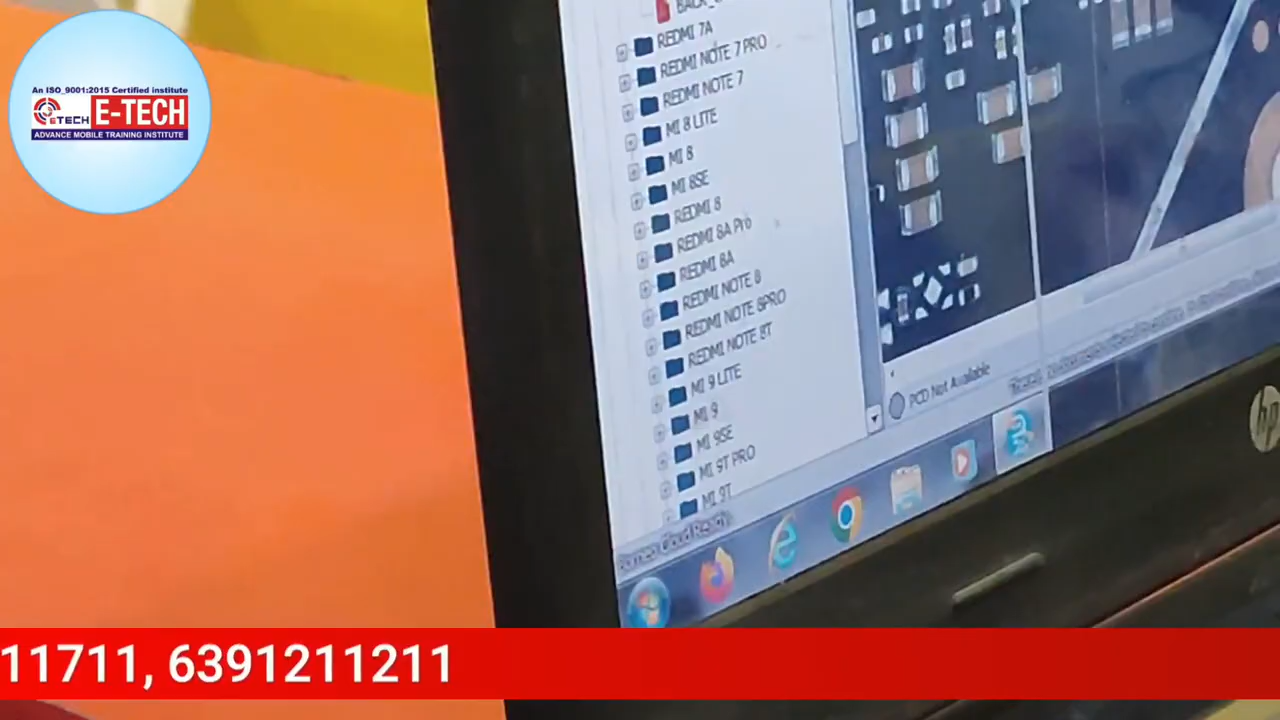 An ISO 9001:2015 Certified institute
ETECH E-TECH
ADVANCE MOBILE TRAINING INSTITUTE
REDMI 7A
REDMI NOTE 7 PRO
REDMI NOTE 7
MI 8 LITE
MI 8
MI 8SE
REDMI 8
REDMI 8A Pro
REDMI 8A
REDMI NOTE 8
REDMI NOTE 8PRO
REDMI NOTE 8T
MI 9 LITE
MI 9
MI 9SE
MI 9T PRO
MI 9T
PCD Not Available
Borneo Cloud Ready
hp
11711, 6391211211